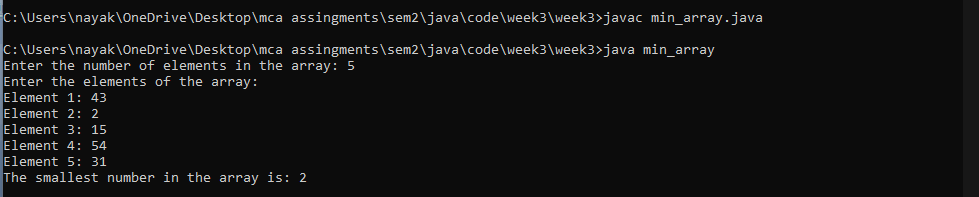 C:\Users\nayak\OneDrive\Desktop\mca assingments\sem2\java\code\week3\week3>javac min_array.java
C:\Users\nayak\OneDrive\Desktop\mca assingments\sem2\java\code\week3\week3>java min_array
Enter the number of elements in the array: 5
Enter the elements of the array:
Element 1: 43
Element 2: 2
Element 3: 15
Element 4: 54
Element 5: 31
The smallest number in the array is: 2